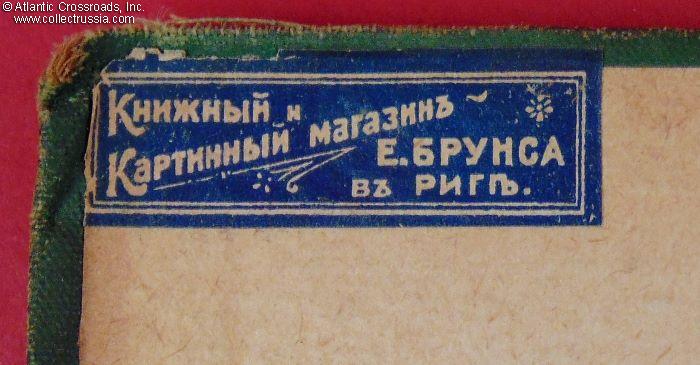 © Atlantic Crossroads, Inc.
www.collectrussia.com
Книжный и
Картинный магазинъ
Е. БРУНСА
въ РИГѢ.